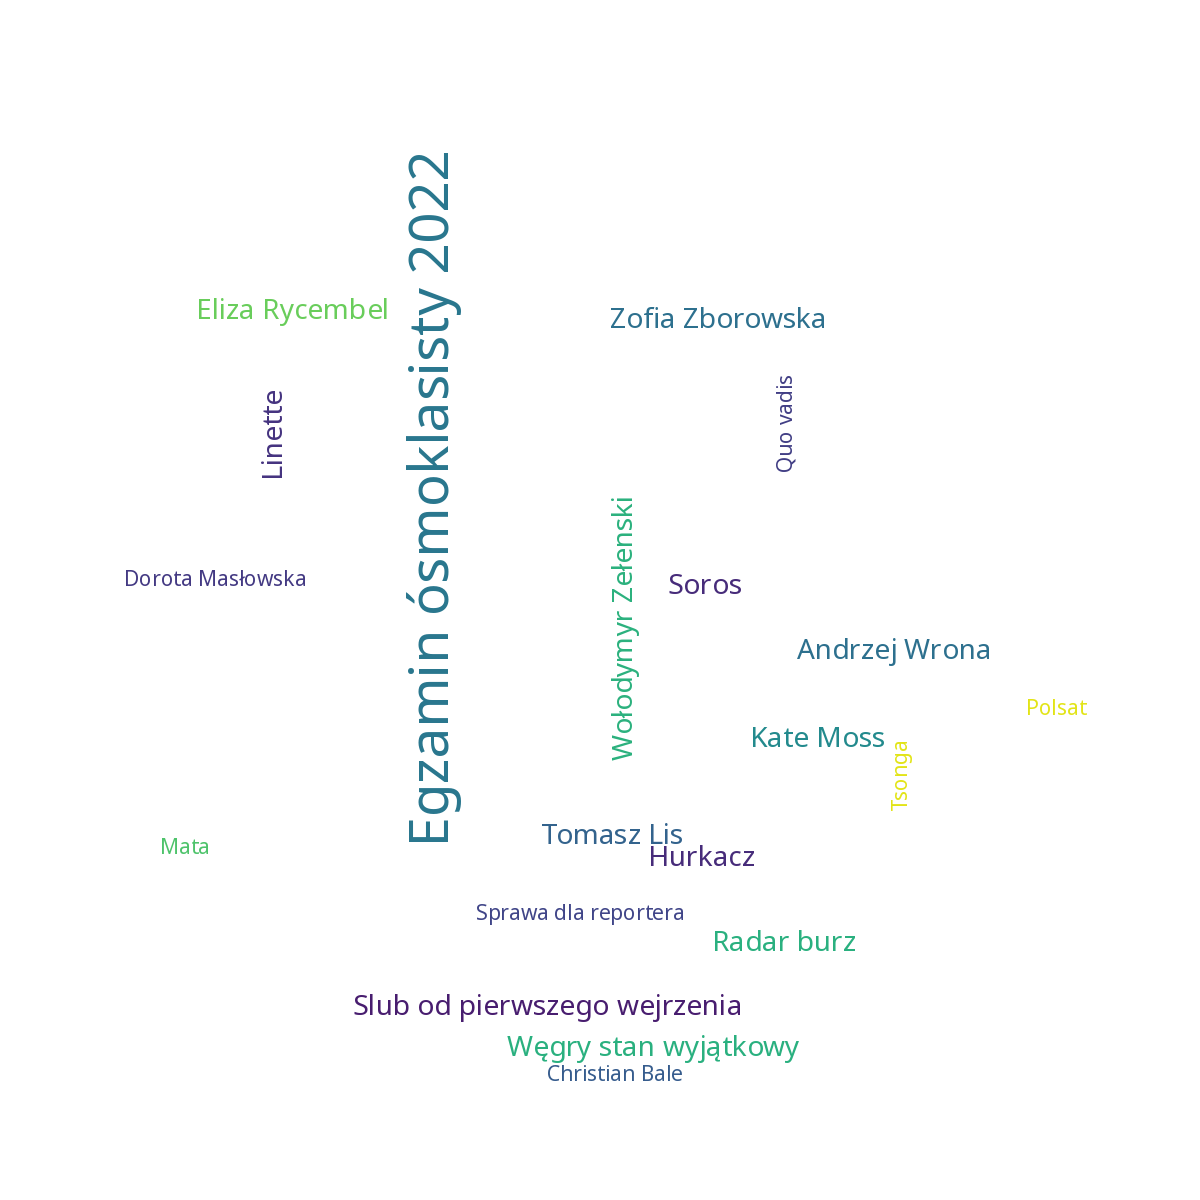 Egzamin ósmoklasisty 2022
Eliza Rycembel
Zofia Zborowska
Linette
Quo vadis
Wołodymyr Zełenski
Dorota Masłowska
Soros
Andrzej Wrona
Polsat
Kate Moss
Tsonga
Tomasz Lis
Mata
Hurkacz
Sprawa dla reportera
Radar burz
Slub od pierwszego wejrzenia
Węgry stan wyjątkowy
Christian Bale